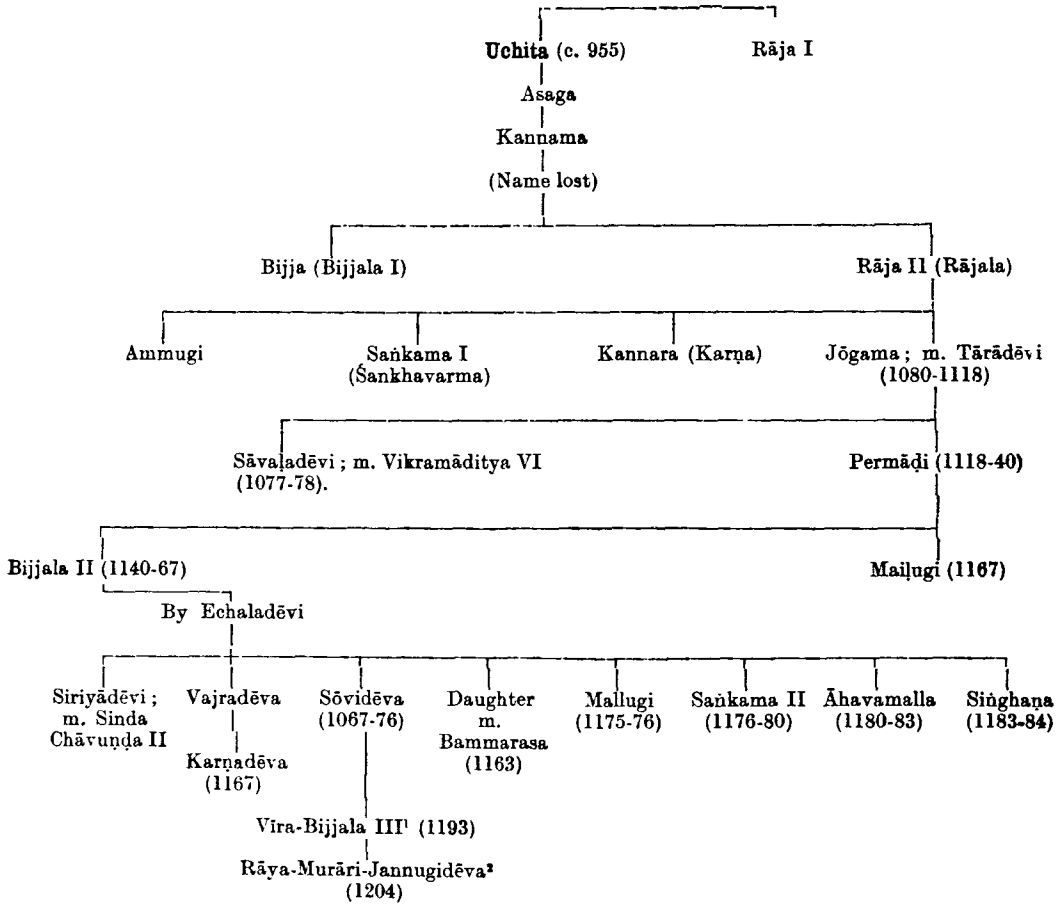 Uchita (c. 955) Rāja I
Asaga
Kannama
(Name lost)
Bijja (Bijjala I) Rāja II (Rājala)
Ammugi Saṅkama I Kannara (Karṇa) Jōgama ; m. Tārādēvi
(Śankhavarma) (1080-1118)
Sāvaḷadēvi ; m. Vikramāditya VI Permāḍi (1118-40)
(1077-78).
Bijjala II (1140-67) Maiḷugi (1167)
By Echaladēvi
Siriyādēvi ; Vajradēva Sōvidēva Daughter Mallugi Saṅkama II Āhavamalla Siṅghaṇa
m. Sinda (1067-76) m. (1175-76) (1176-80) (1180-83) (1183-84)
Chāvuṇḍa II Bammarasa
Karṇadēva (1163)
(1167)
Vīra-Bijjala III¹ (1193)
Rāya-Murāri-Jannugidēva²
(1204)